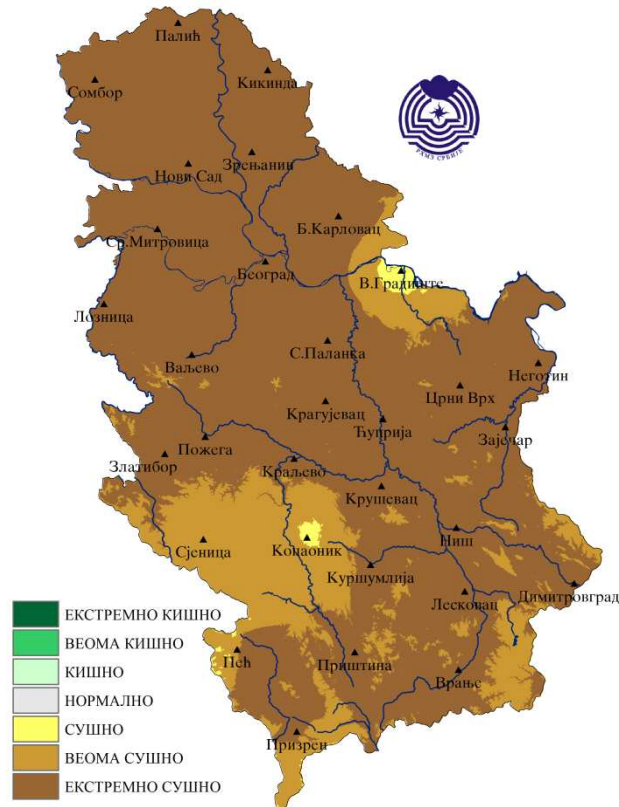 Палић
Кикинда
Сомбор
РХМЗ СРБИЈЕ
Зрењанин
Нови Сад
Б.Карловац
Ср.Митровица
Београд
В.Градиште
Лозница
С.Паланка
Ваљево
Неготин
Црни Врх
Крагујевац
Ћуприја
Зајечар
Пожега
Златибор
Краљево
Крушевац
Ниш
Сјеница
Копаоник
Куршумлија
Димитровград
Лесковац
Пећ
Приштина
Врање
Призрен
ЕКСТРЕМНО КИШНО
ВЕОМА КИШНО
КИШНО
НОРМАЛНО
СУШНО
ВЕОМА СУШНО
ЕКСТРЕМНО СУШНО